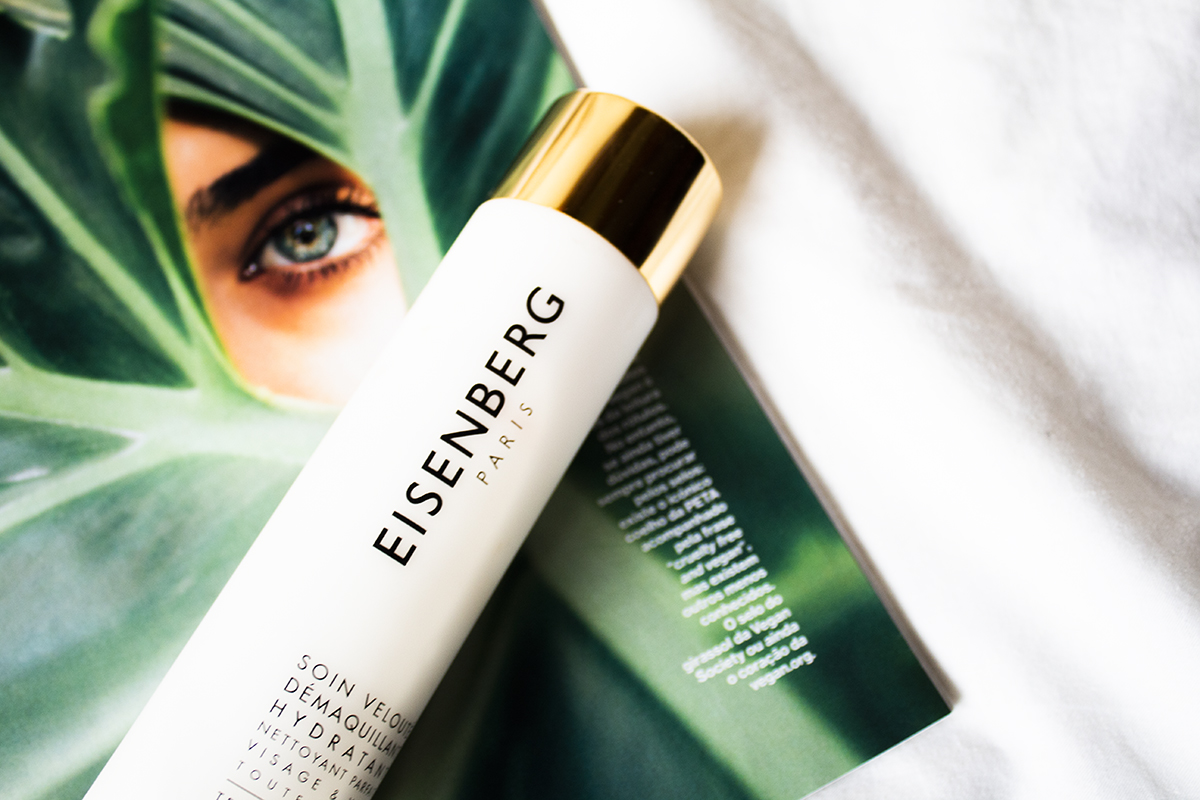 EISENBERG
PARIS
SOIN VELOUT
DÉMAQUILLAN
HYDRATAN
NETTOYANT
VISAGE &
TOUTE
dúvidas, pode
sempre procurar
pelos selos:
existe o icónico
coelho da PETA
acompanhado
pela frase
"cruelty free
and vegan",
mas existem
outros menos
conhecidos.
O selo do
girassol da Vegan
Society ou ainda
o coração da
vegan.org.